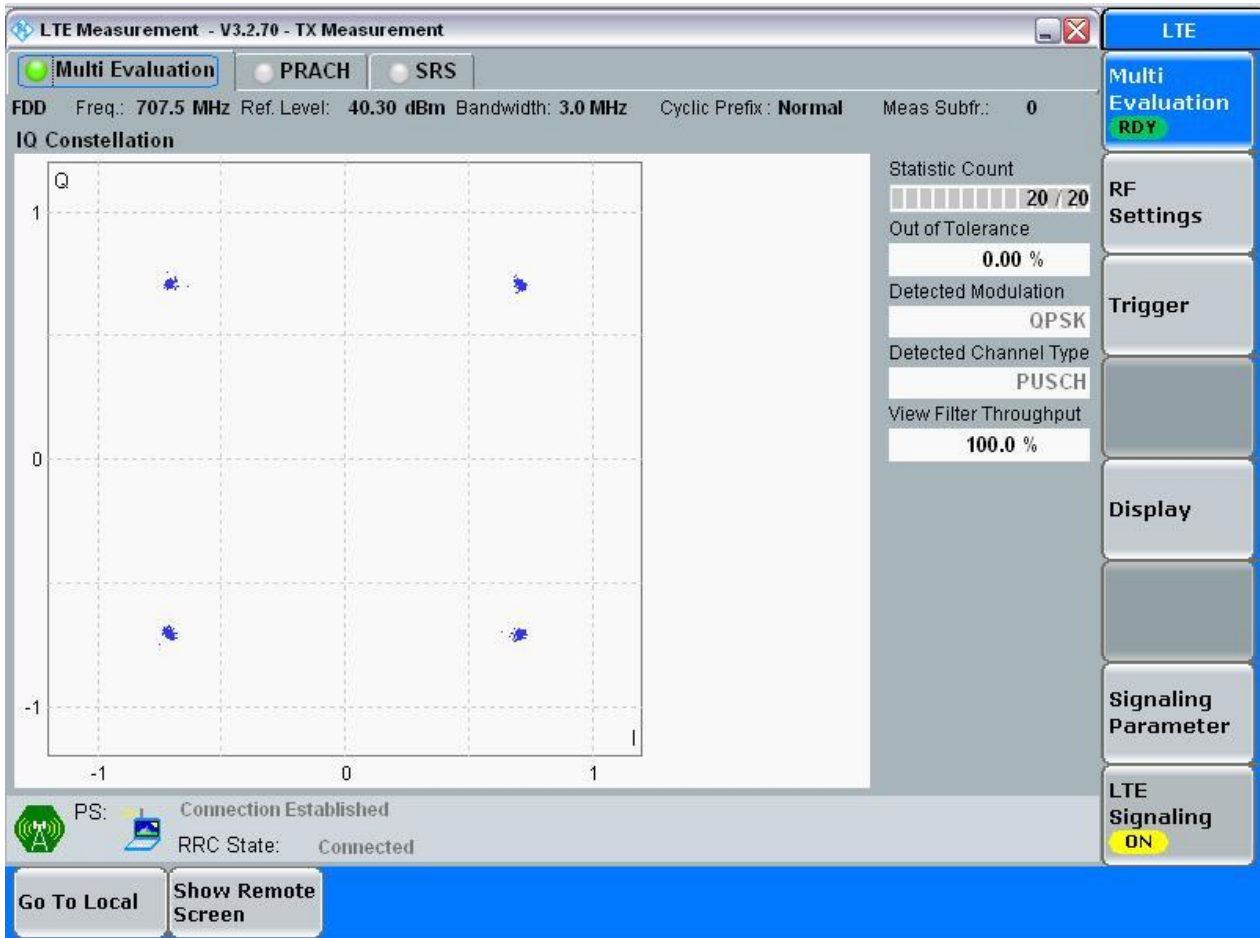 LTE Measurement - V3.2.70 - TX Measurement
LTE
Multi Evaluation PRACH SRS
FDD Freq.: 707.5 MHz Ref. Level: 40.30 dBm Bandwidth: 3.0 MHz Cyclic Prefix : Normal Meas Subfr.: 0
IQ Constellation
Q
1
0
-1
I
-1 0 1
Statistic Count
20 / 20
Out of Tolerance
0.00 %
Detected Modulation
QPSK
Detected Channel Type
PUSCH
View Filter Throughput
100.0 %
Multi
Evaluation
RDY
RF
Settings
Trigger
Display
Signaling
Parameter
LTE
Signaling
ON
PS: Connection Established
RRC State: Connected
Go To Local
Show Remote
Screen